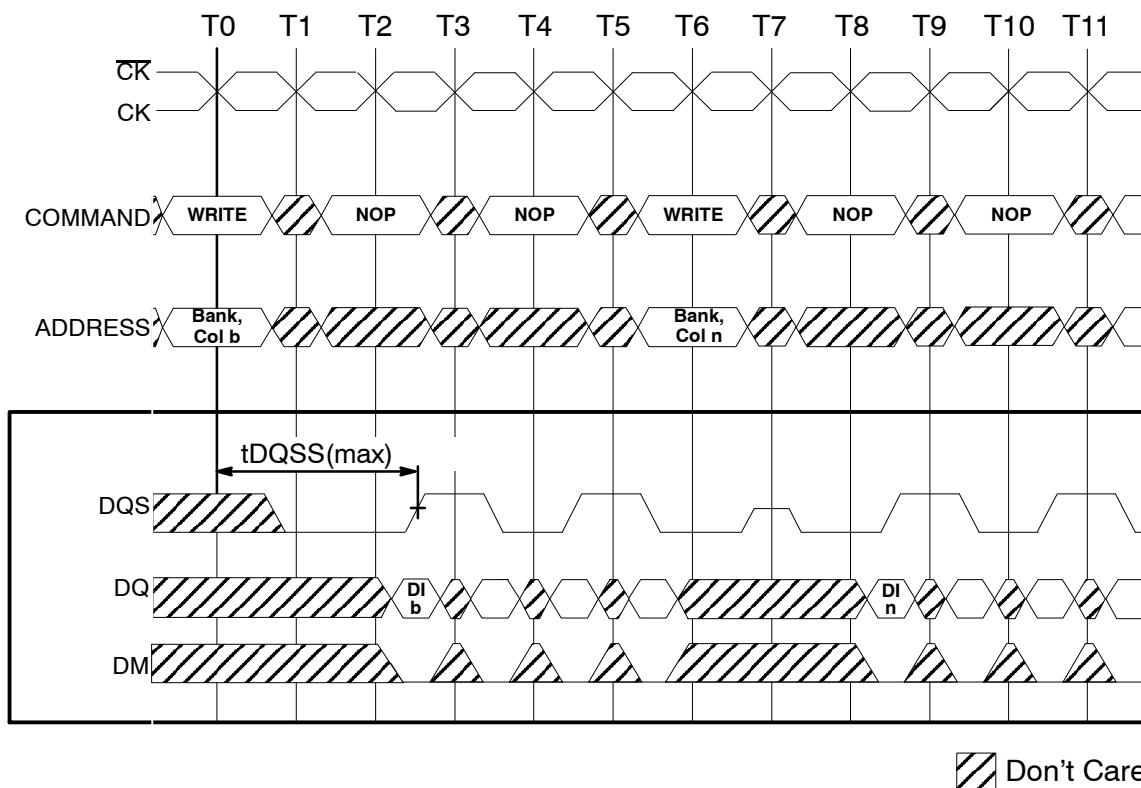 T0 T1 T2 T3 T4 T5 T6 T7 T8 T9 T10 T11
CK
CK
COMMAND WRITE NOP NOP WRITE NOP NOP
ADDRESS Bank, Col b Bank, Col n
tDQSS(max)
DQS
DQ DI b DI n
DM
Don't Care